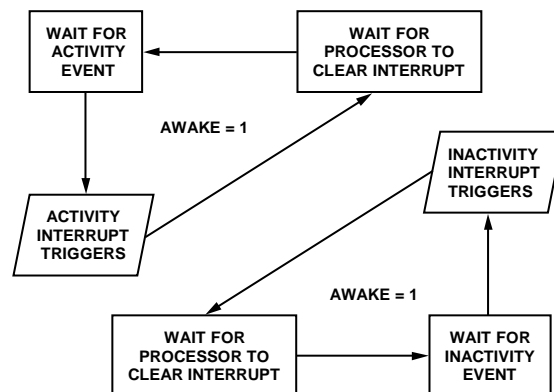 WAIT FOR
ACTIVITY
EVENT
WAIT FOR
PROCESSOR TO
CLEAR INTERRUPT
AWAKE = 1
ACTIVITY
INTERRUPT
TRIGGERS
INACTIVITY
INTERRUPT
TRIGGERS
AWAKE = 1
WAIT FOR
PROCESSOR TO
CLEAR INTERRUPT
WAIT FOR
INACTIVITY
EVENT